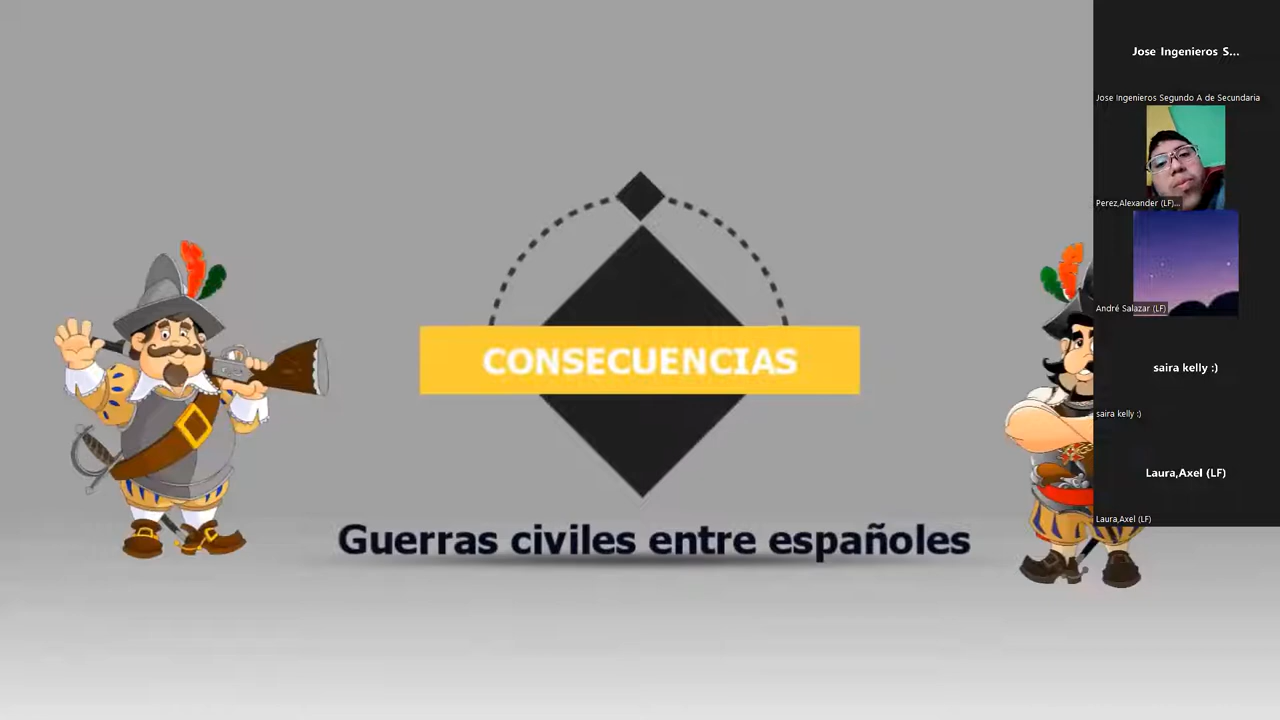 CONSECUENCIAS
Guerras civiles entre españoles
Jose Ingenieros S...
Jose Ingenieros Segundo A de Secundaria
Perez,Alexander (LF)...
André Salazar (LF)
saira kelly :)
saira kelly :)
Laura,Axel (LF)
Laura,Axel (LF)